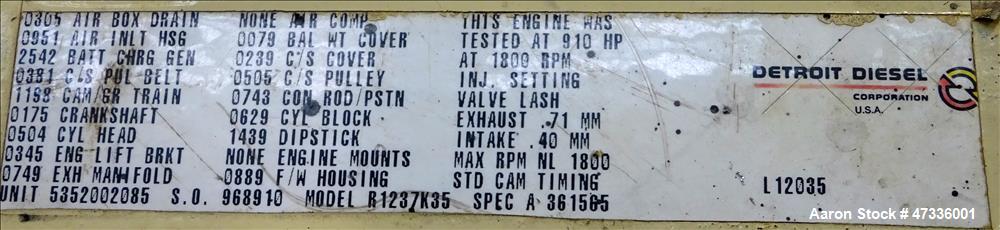 0305 AIR BOX DRAIN NONE AIR COMP THIS ENGINE WAS
0951 AIR INLT HSG 0079 BAL WT COVER TESTED AT 910 HP
2542 BATT CHRG GEN 0239 C/S COVER AT 1800 RPM
0381 C/S PUL BELT 0505 C/S PULLEY INJ. SETTING
1198 CAM/GR TRAIN 0743 CON ROD/PSTN VALVE LASH
0175 CRANKSHAFT 0629 CYL BLOCK EXHAUST .71 MM
0504 CYL HEAD 1439 DIPSTICK INTAKE .40 MM
0345 ENG LIFT BRKT NONE ENGINE MOUNTS MAX RPM NL 1800
0749 EXH MANIFOLD 0889 F/W HOUSING STD CAM TIMING
UNIT 5352002085 S.O. 968910 MODEL R1237K35 SPEC A 361565
DETROIT DIESEL
CORPORATION
U.S.A.
L12035
Aaron Stock # 47336001